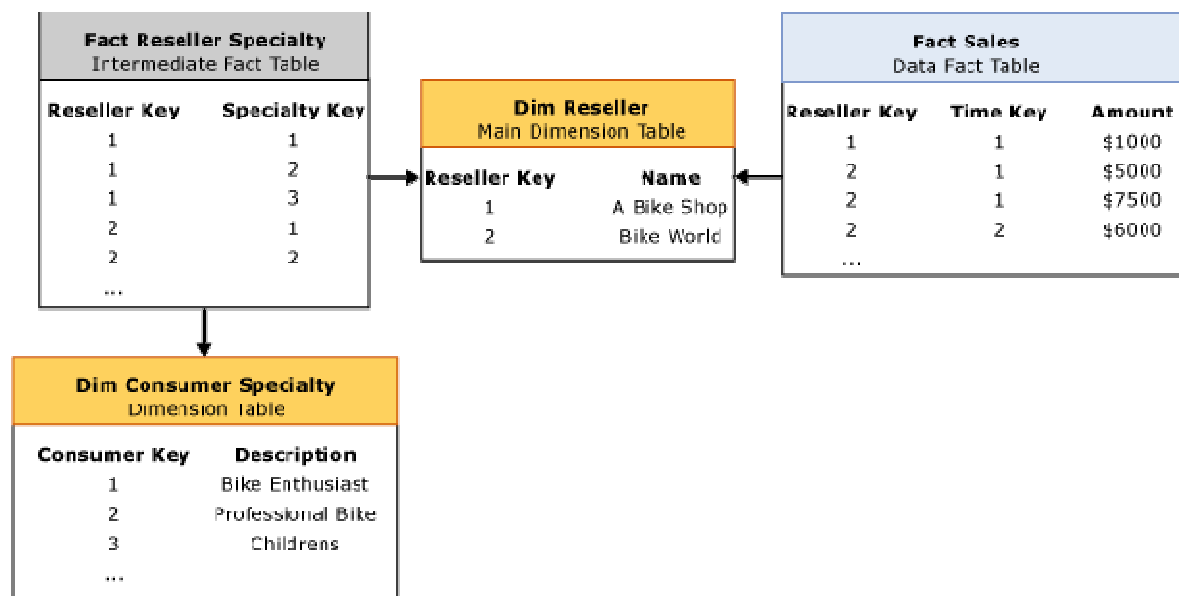 Fact Reseller Specialty
Intermediate Fact Table
Reseller Key Specialty Key
1 1
1 2
1 3
2 1
2 2
...
Dim Reseller
Main Dimension Table
Reseller Key Name
1 A Bike Shop
2 Bike World
Fact Sales
Data Fact Table
Reseller Key Time Key Amount
1 1 $1000
2 1 $5000
2 1 $7500
2 2 $6000
...
Dim Consumer Specialty
Dimension Table
Consumer Key Description
1 Bike Enthusiast
2 Professional Bike
3 Childrens
...